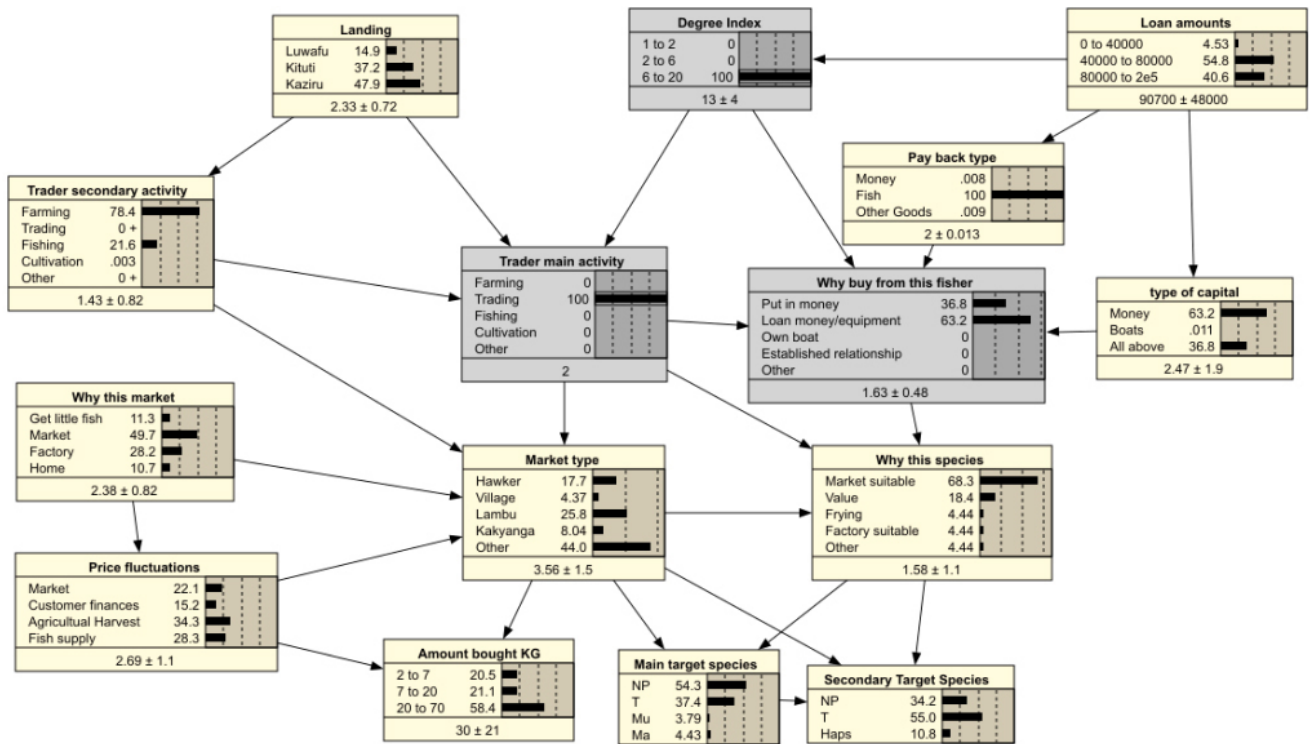 Landing
Luwafu 14.9
Kituti 37.2
Kaziru 47.9
2.33 ± 0.72
Degree Index
1 to 2 0
2 to 6 0
6 to 20 100
13 ± 4
Loan amounts
0 to 40000 4.53
40000 to 80000 54.8
80000 to 2e5 40.6
90700 ± 48000
Pay back type
Money .008
Fish 100
Other Goods .009
2 ± 0.013
Trader secondary activity
Farming 78.4
Trading 0 +
Fishing 21.6
Cultivation .003
Other 0 +
1.43 ± 0.82
Trader main activity
Farming 0
Trading 100
Fishing 0
Cultivation 0
Other 0
2
Why buy from this fisher
Put in money 36.8
Loan money/equipment 63.2
Own boat 0
Established relationship 0
Other 0
1.63 ± 0.48
type of capital
Money 63.2
Boats .011
All above 36.8
2.47 ± 1.9
Why this market
Get little fish 11.3
Market 49.7
Factory 28.2
Home 10.7
2.38 ± 0.82
Market type
Hawker 17.7
Village 4.37
Lambu 25.8
Kakyanga 8.04
Other 44.0
3.56 ± 1.5
Why this species
Market suitable 68.3
Value 18.4
Frying 4.44
Factory suitable 4.44
Other 4.44
1.58 ± 1.1
Price fluctuations
Market 22.1
Customer finances 15.2
Agricultual Harvest 34.3
Fish supply 28.3
2.69 ± 1.1
Amount bought KG
2 to 7 20.5
7 to 20 21.1
20 to 70 58.4
30 ± 21
Main target species
NP 54.3
T 37.4
Mu 3.79
Ma 4.43
Secondary Target Species
NP 34.2
T 55.0
Haps 10.8